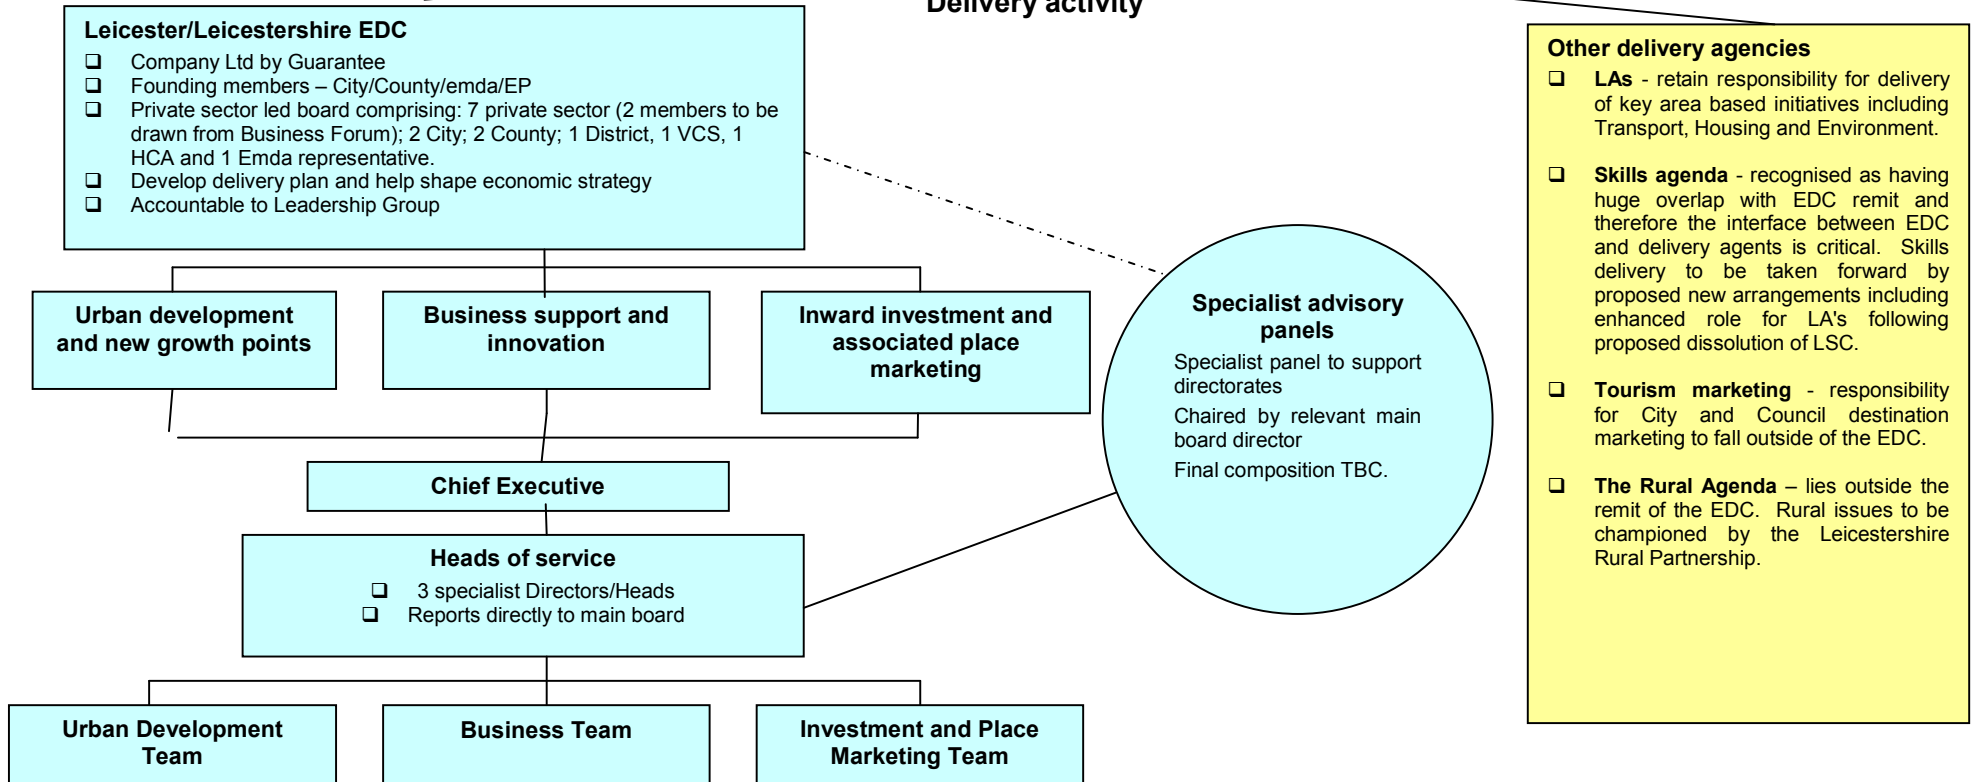 Delivery activity
Leicester/Leicestershire EDC
❑ Company Ltd by Guarantee
❑ Founding members – City/County/emda/EP
❑ Private sector led board comprising: 7 private sector (2 members to be
drawn from Business Forum); 2 City; 2 County; 1 District, 1 VCS, 1
HCA and 1 Emda representative.
❑ Develop delivery plan and help shape economic strategy
❑ Accountable to Leadership Group
Urban development
and new growth points
Business support and
innovation
Inward investment and
associated place
marketing
Chief Executive
Heads of service
❑ 3 specialist Directors/Heads
❑ Reports directly to main board
Urban Development
Team
Business Team
Investment and Place
Marketing Team
Specialist advisory
panels
Specialist panel to support
directorates
Chaired by relevant main
board director
Final composition TBC.
Other delivery agencies
❑ LAs - retain responsibility for delivery
of key area based initiatives including
Transport, Housing and Environment.
❑ Skills agenda - recognised as having
huge overlap with EDC remit and
therefore the interface between EDC
and delivery agents is critical. Skills
delivery to be taken forward by
proposed new arrangements including
enhanced role for LA's following
proposed dissolution of LSC.
❑ Tourism marketing - responsibility
for City and Council destination
marketing to fall outside of the EDC.
❑ The Rural Agenda – lies outside the
remit of the EDC. Rural issues to be
championed by the Leicestershire
Rural Partnership.